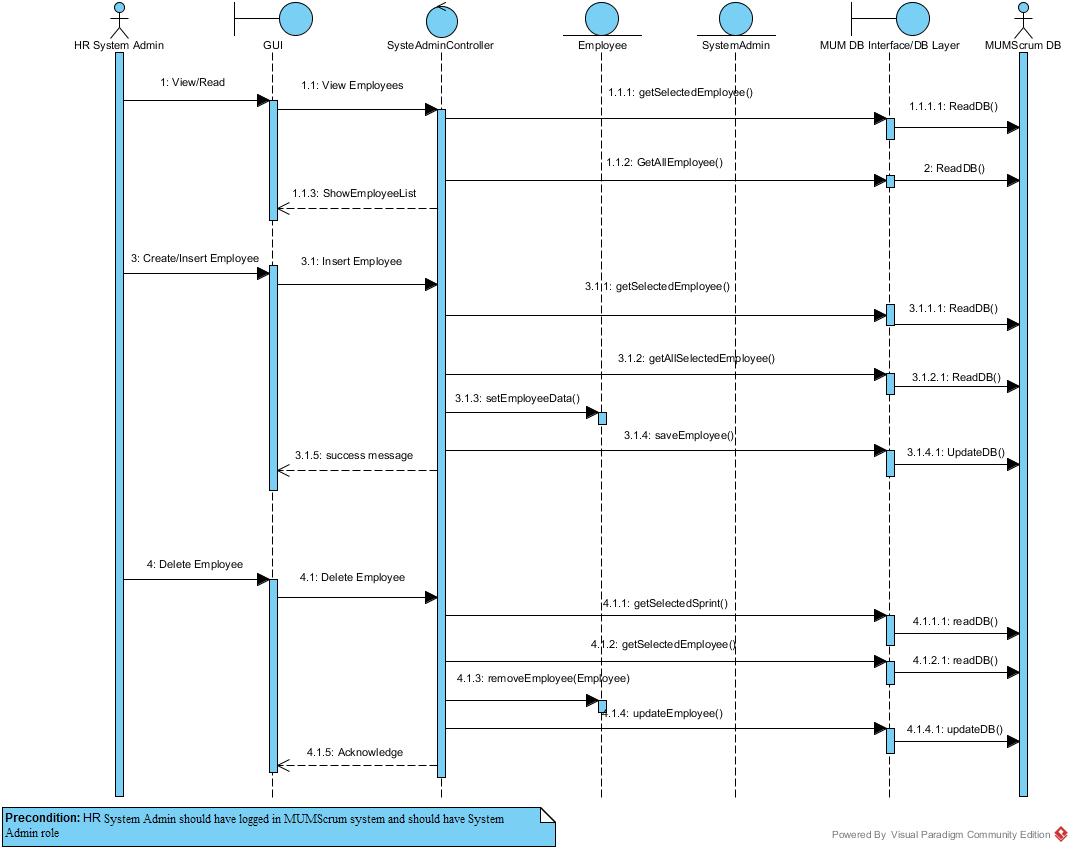 HR System Admin
GUI
SysteAdminController
Employee
SystemAdmin
MUM DB Interface/DB Layer
MUMScrum DB
1: View/Read
1.1: View Employees
1.1.1: getSelectedEmployee()
1.1.1.1: ReadDB()
1.1.2: GetAllEmployee()
2: ReadDB()
1.1.3: ShowEmployeeList
3: Create/Insert Employee
3.1: Insert Employee
3.1.1: getSelectedEmployee()
3.1.1.1: ReadDB()
3.1.2: getAllSelectedEmployee()
3.1.2.1: ReadDB()
3.1.3: setEmployeeData()
3.1.4: saveEmployee()
3.1.4.1: UpdateDB()
3.1.5: success message
4: Delete Employee
4.1: Delete Employee
4.1.1: getSelectedSprint()
4.1.1.1: readDB()
4.1.2: getSelectedEmployee()
4.1.2.1: readDB()
4.1.3: removeEmployee(Employee)
4.1.4: updateEmployee()
4.1.4.1: updateDB()
4.1.5: Acknowledge
Precondition: HR System Admin should have logged in MUMScrum system and should have System
Admin role
Powered By Visual Paradigm Community Edition